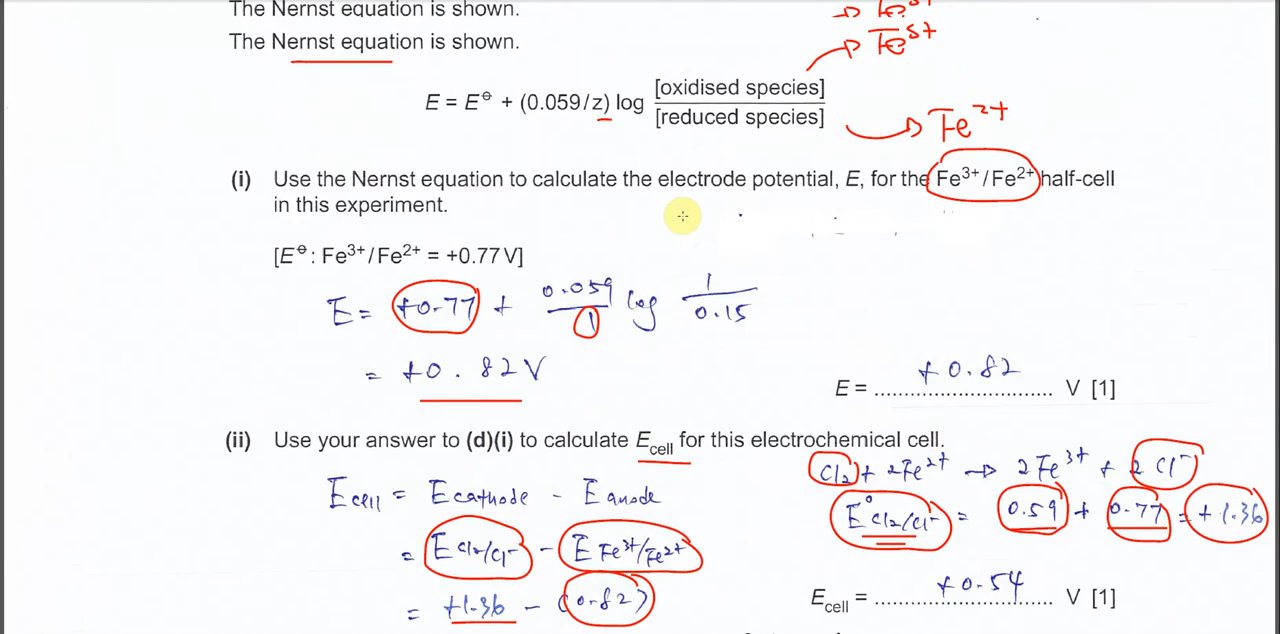 The Nernst equation is shown.
The Nernst equation is shown.
Fe3+
E = E⦵ + (0.059/z) log [oxidised species]/[reduced species]
Fe²⁺
(i) Use the Nernst equation to calculate the electrode potential, E, for the Fe³⁺/Fe²⁺ half-cell
in this experiment.
[E⦵: Fe³⁺/Fe²⁺ = +0.77 V]
E = +0.77 + 0.059/1 log 1/0.15
= +0.82V
E = +0.82 V [1]
(ii) Use your answer to (d)(i) to calculate Ecell for this electrochemical cell.
Cl₂ + 2Fe²⁺ → 2Fe³⁺ + 2Cl⁻
Ecell = Ecathode - Eanode
E° Cl₂/Cl⁻ = 0.59 + 0.77 = +1.36
= E Cl₂/Cl⁻ - E Fe³⁺/Fe²⁺
= +1.36 - (0.82)
Ecell = +0.54 V [1]